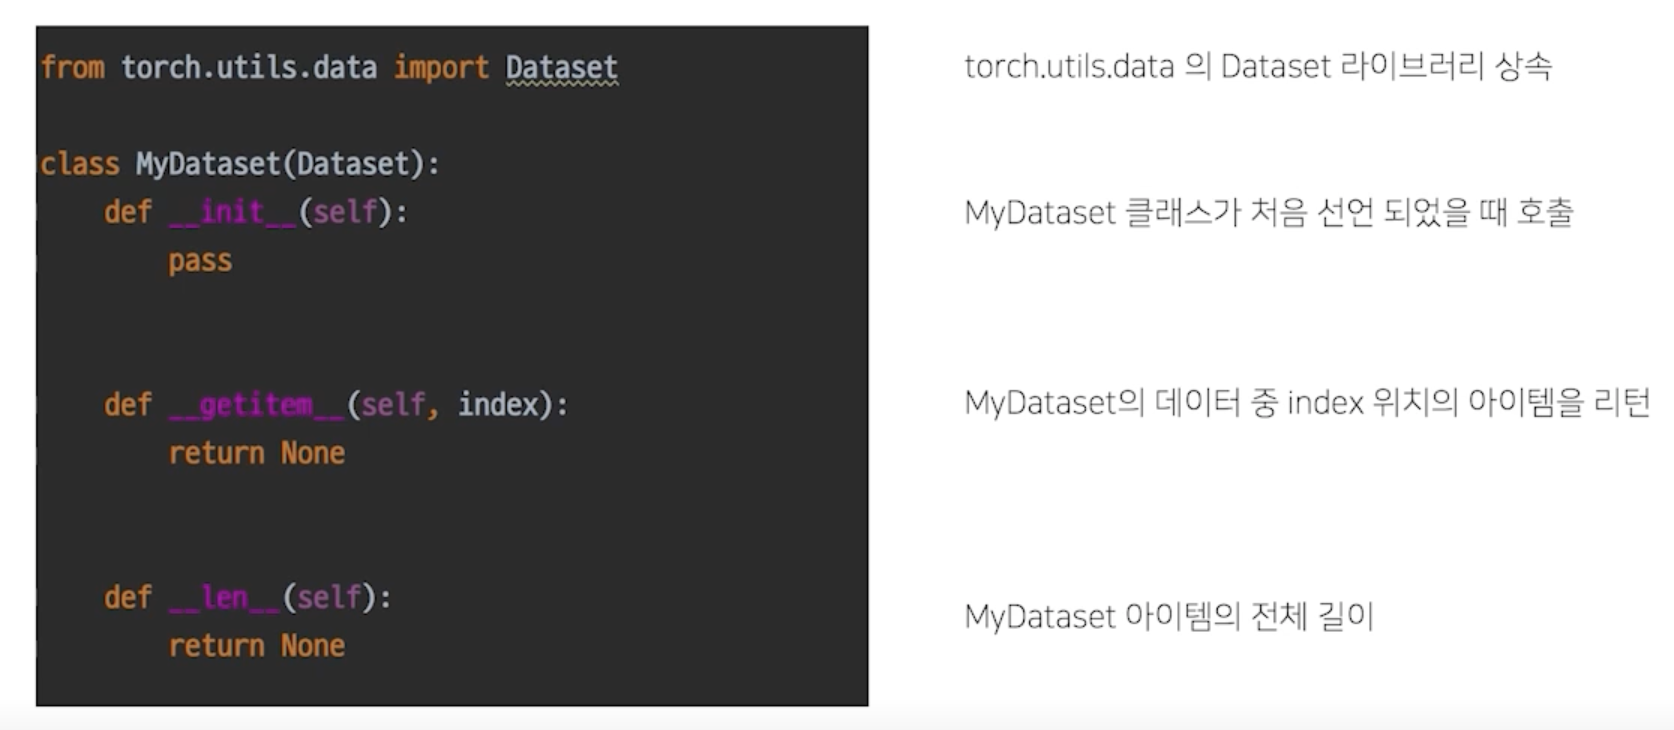 from torch.utils.data import Dataset
torch.utils.data 의 Dataset 라이브러리 상속
class MyDataset(Dataset):
def __init__(self):
MyDataset 클래스가 처음 선언 되었을 때 호출
pass
def __getitem__(self, index):
MyDataset의 데이터 중 index 위치의 아이템을 리턴
return None
def __len__(self):
MyDataset 아이템의 전체 길이
return None